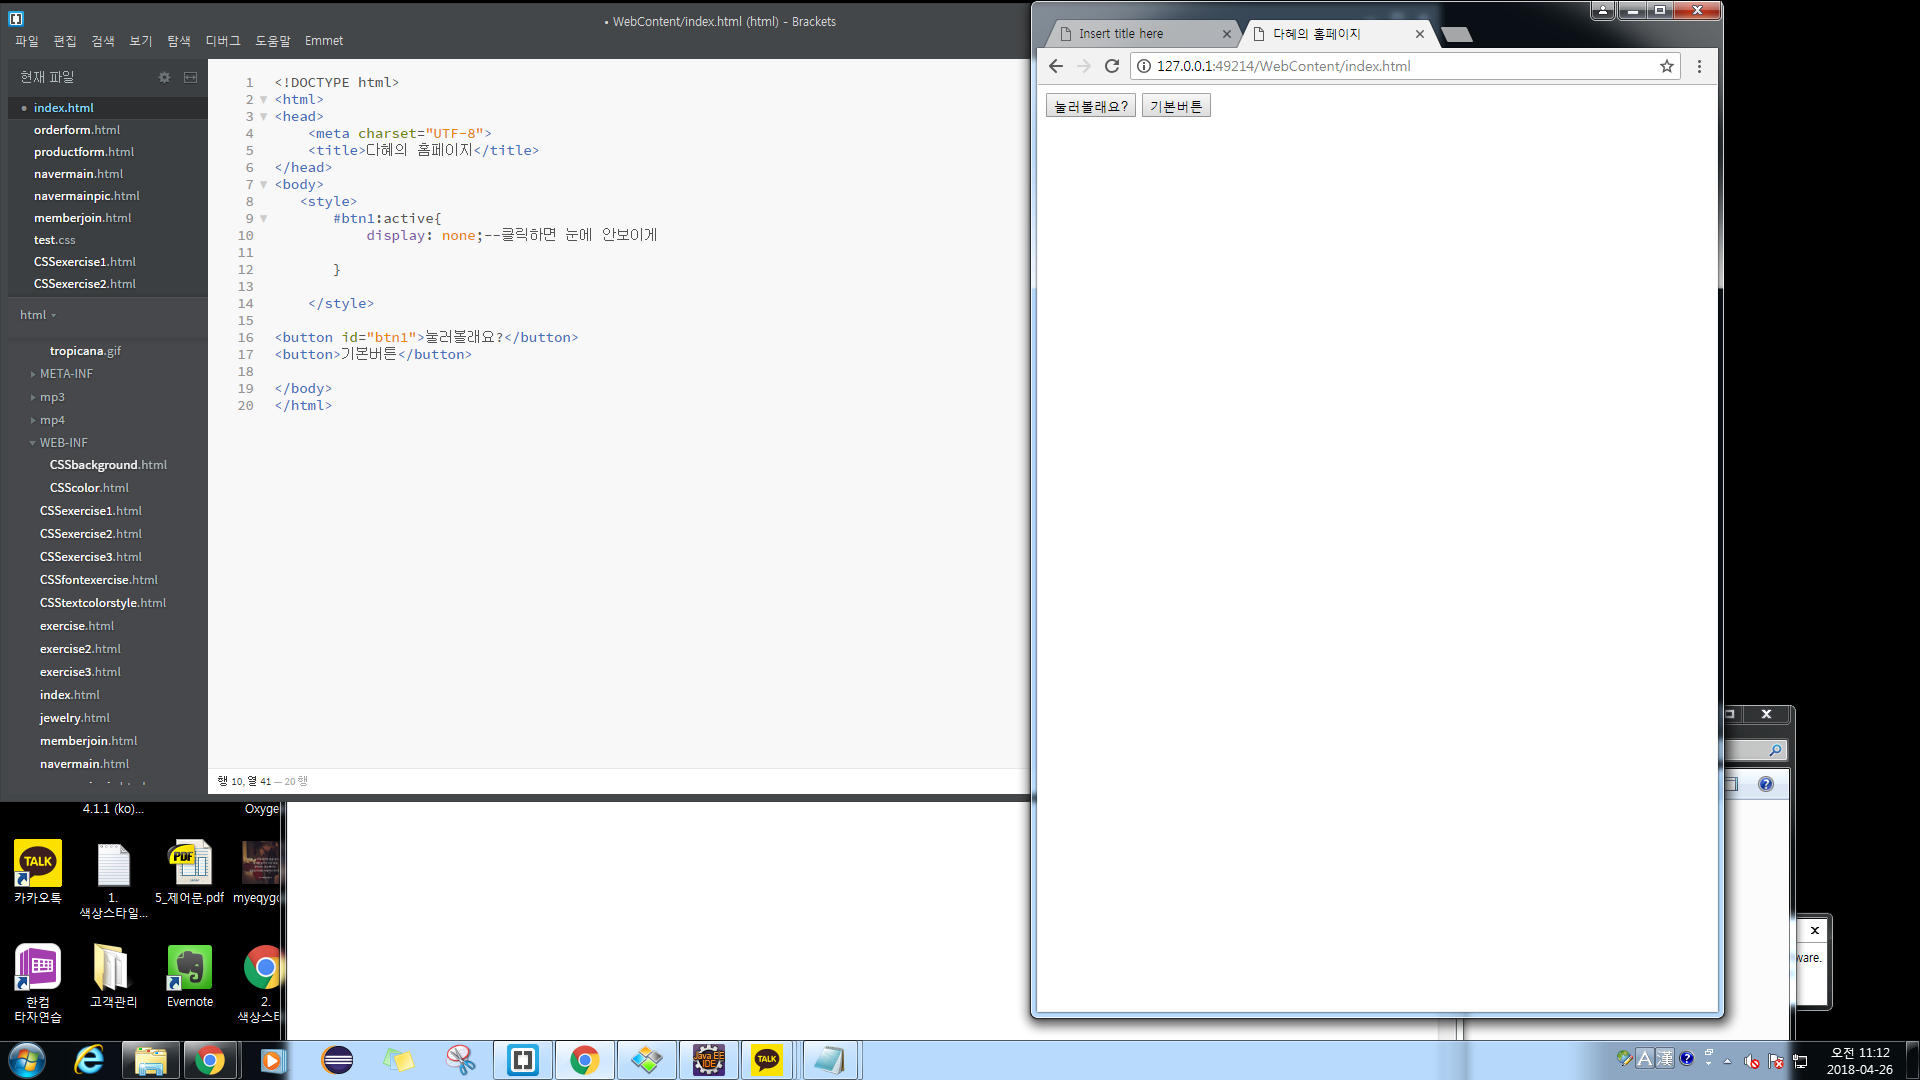 • WebContent/index.html (html) - Brackets
파일 편집 검색 보기 탐색 디버그 도움말 Emmet
현재 파일
index.html
orderform.html
productform.html
navermain.html
navermainpic.html
memberjoin.html
test.css
CSSexercise1.html
CSSexercise2.html
html
tropicana.gif
META-INF
mp3
mp4
WEB-INF
CSSbackground.html
CSScolor.html
CSSexercise1.html
CSSexercise2.html
CSSexercise3.html
CSSfontexercise.html
CSStextcolorstyle.html
exercise.html
exercise2.html
exercise3.html
index.html
jewelry.html
memberjoin.html
navermain.html
1 <!DOCTYPE html>
2 <html>
3 <head>
4 <meta charset="UTF-8">
5 <title>다혜의 홈페이지</title>
6 </head>
7 <body>
8 <style>
9 #btn1:active{
10 display: none;--클릭하면 눈에 안보이게
11
12 }
13
14 </style>
15
16 <button id="btn1">눌러볼래요?</button>
17 <button>기본버튼</button>
18
19 </body>
20 </html>
행 10, 열 41 — 20 행
Insert title here
다혜의 홈페이지
127.0.0.1:49214/WebContent/index.html
눌러볼래요? 기본버튼
ware.
4.1.1 (ko)...
Oxyge
TALK
카카오톡
1.
색상스타일...
PDF
5_제어문.pdf
myeqygc
한컴
타자연습
고객관리
Evernote
2.
색상스타
Java EE
IDE
TALK
A 漢
오전 11:12
2018-04-26